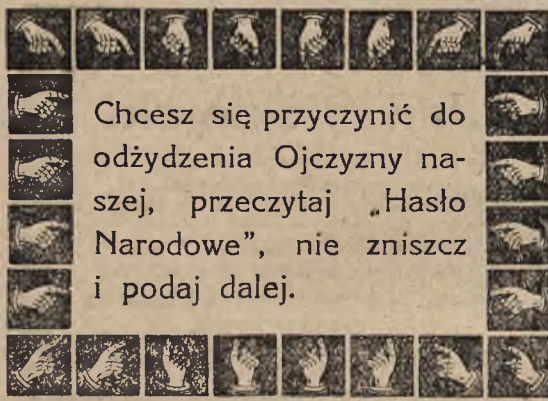 Chcesz się przyczynić do
odżydzenia Ojczyzny na-
szej, przeczytaj „Hasło
Narodowe”, nie zniszcz
i podaj dalej.